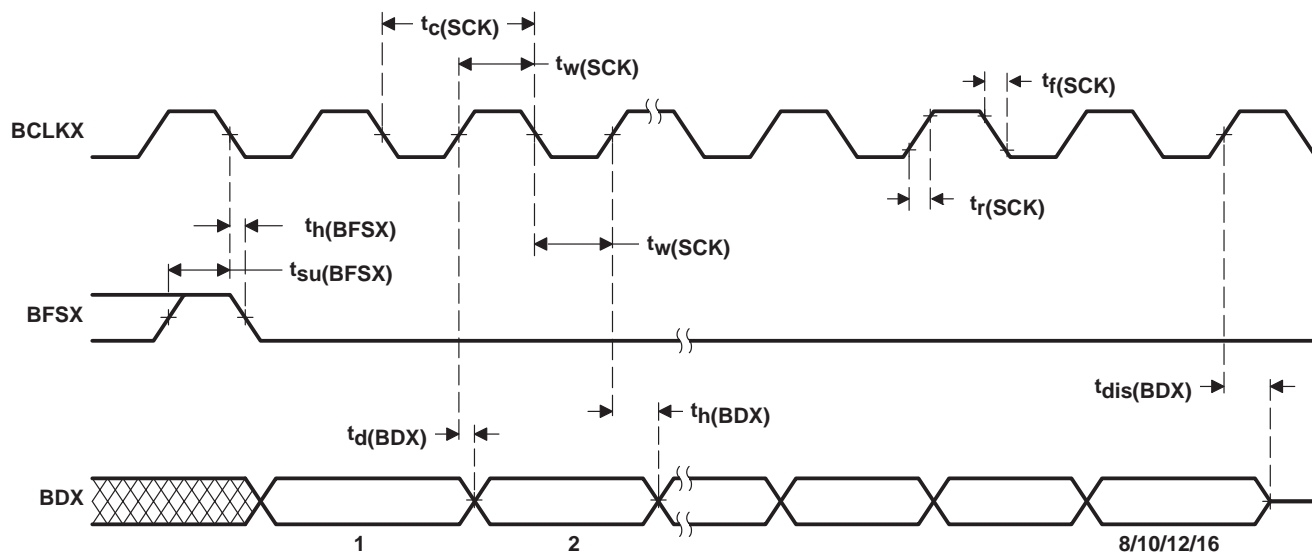 tc(SCK)
tw(SCK)
tf(SCK)
BCLKX
tr(SCK)
th(BFSX)
tw(SCK)
tsu(BFSX)
BFSX
tdis(BDX)
th(BDX)
td(BDX)
BDX
1 2 8/10/12/16